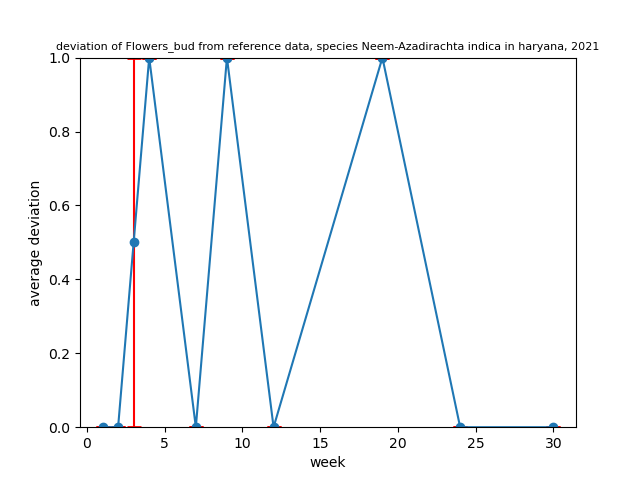 deviation of Flowers_bud from reference data, species Neem-Azadirachta indica in haryana, 2021
1.0
0.8
0.6
0.4
0.2
0.0
average deviation
0 5 10 15 20 25 30
week